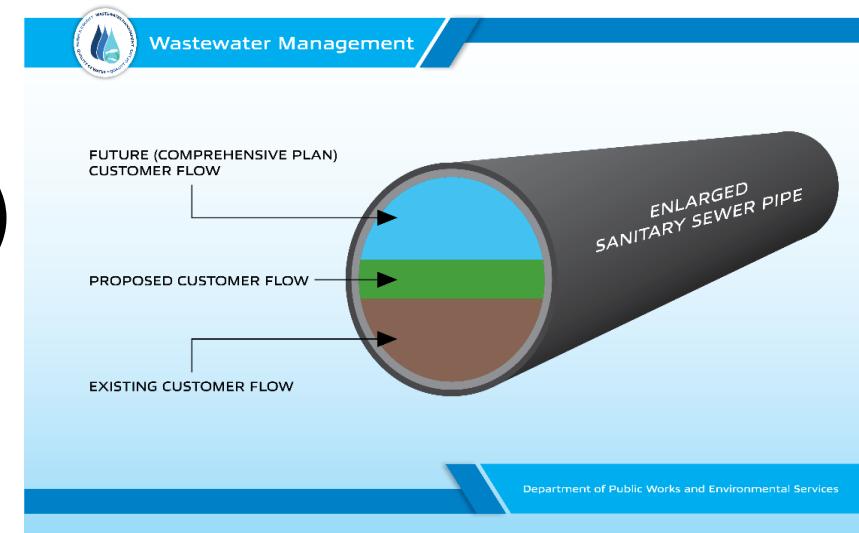 Wastewater Management
FUTURE (COMPREHENSIVE PLAN)
CUSTOMER FLOW
ENLARGED
SANITARY SEWER PIPE
PROPOSED CUSTOMER FLOW
EXISTING CUSTOMER FLOW
Department of Public Works and Environmental Services